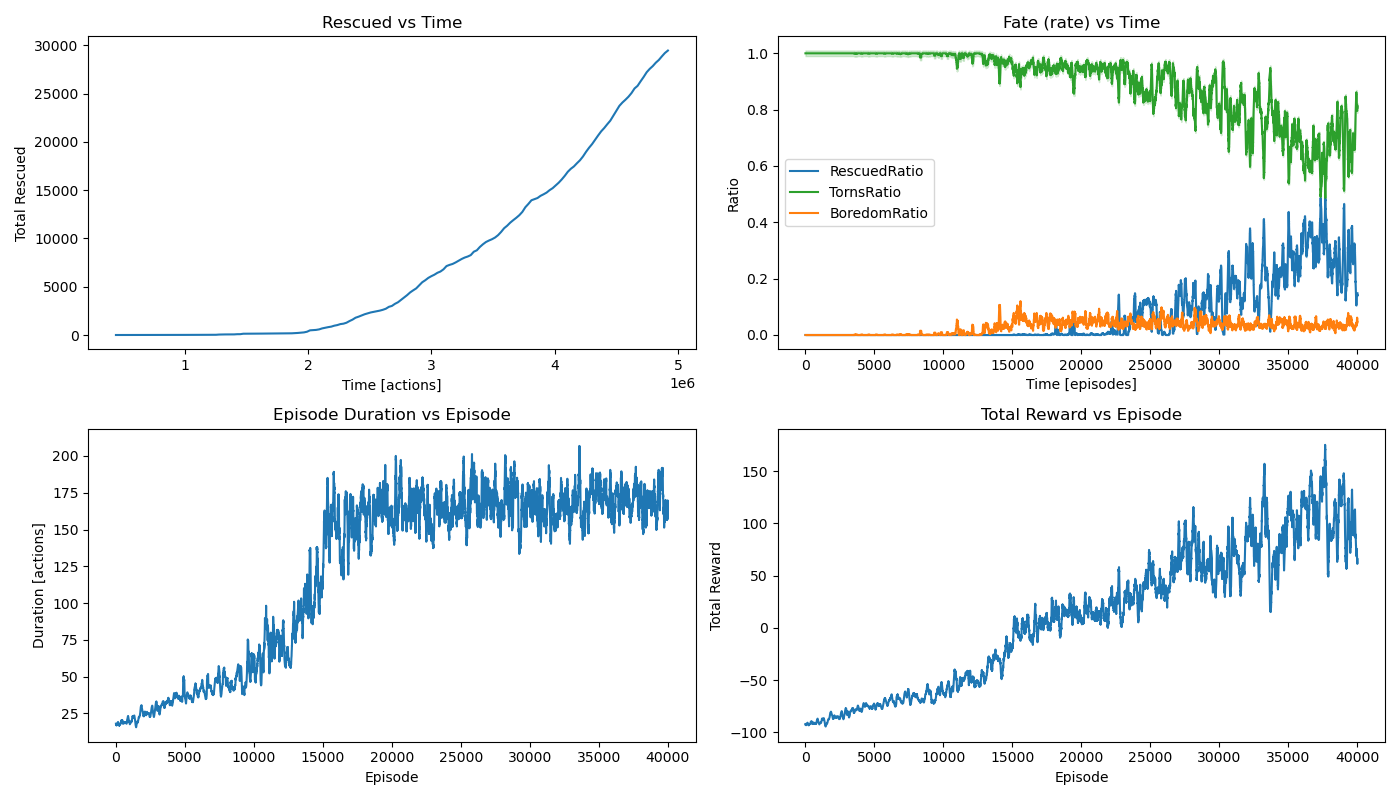 Rescued vs Time
30000
25000
20000
15000
10000
5000
0
Total Rescued
1 2 3 4 5
1e6
Time [actions]
Fate (rate) vs Time
1.0
0.8
0.6
0.4
0.2
0.0
Ratio
RescuedRatio
TornsRatio
BoredomRatio
0 5000 10000 15000 20000 25000 30000 35000 40000
Time [episodes]
Episode Duration vs Episode
200
175
150
125
100
75
50
25
Duration [actions]
0 5000 10000 15000 20000 25000 30000 35000 40000
Episode
Total Reward vs Episode
150
100
50
0
−50
−100
Total Reward
0 5000 10000 15000 20000 25000 30000 35000 40000
Episode